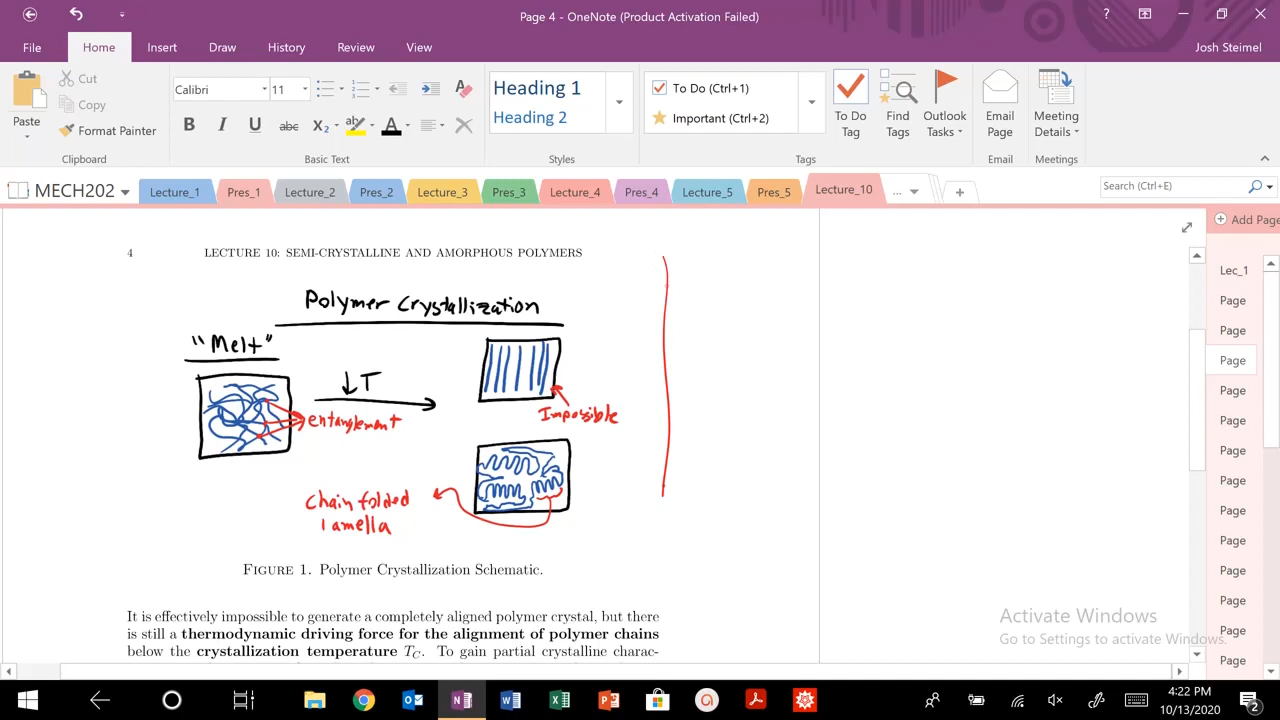 Page 4 - OneNote (Product Activation Failed)
?
File
Home
Insert
Draw
History
Review
View
Josh Steimel
Paste
Cut
Copy
Format Painter
Clipboard
Calibri
11
B I U abc X₂ A
Basic Text
Heading 1
Heading 2
Styles
To Do (Ctrl+1)
Important (Ctrl+2)
To Do
Tag
Find
Tags
Outlook
Tasks
Tags
Email
Page
Email
Meeting
Details
Meetings
MECH202
Lecture_1
Pres_1
Lecture_2
Pres_2
Lecture_3
Pres_3
Lecture_4
Pres_4
Lecture_5
Pres_5
Lecture_10
...
+
Search (Ctrl+E)
Add Page
4 LECTURE 10: SEMI-CRYSTALLINE AND AMORPHOUS POLYMERS
Polymer Crystallization
"Melt"
↓T
entanglement
Impossible
Chain folded
lamella
FIGURE 1. Polymer Crystallization Schematic.
It is effectively impossible to generate a completely aligned polymer crystal, but there
is still a thermodynamic driving force for the alignment of polymer chains
below the crystallization temperature T_C. To gain partial crystalline charac-
Lec_1
Page
Page
Page
Page
Page
Page
Page
Page
Page
Page
Page
Page
Page
Activate Windows
Go to Settings to activate Windows.
4:22 PM
10/13/2020
2